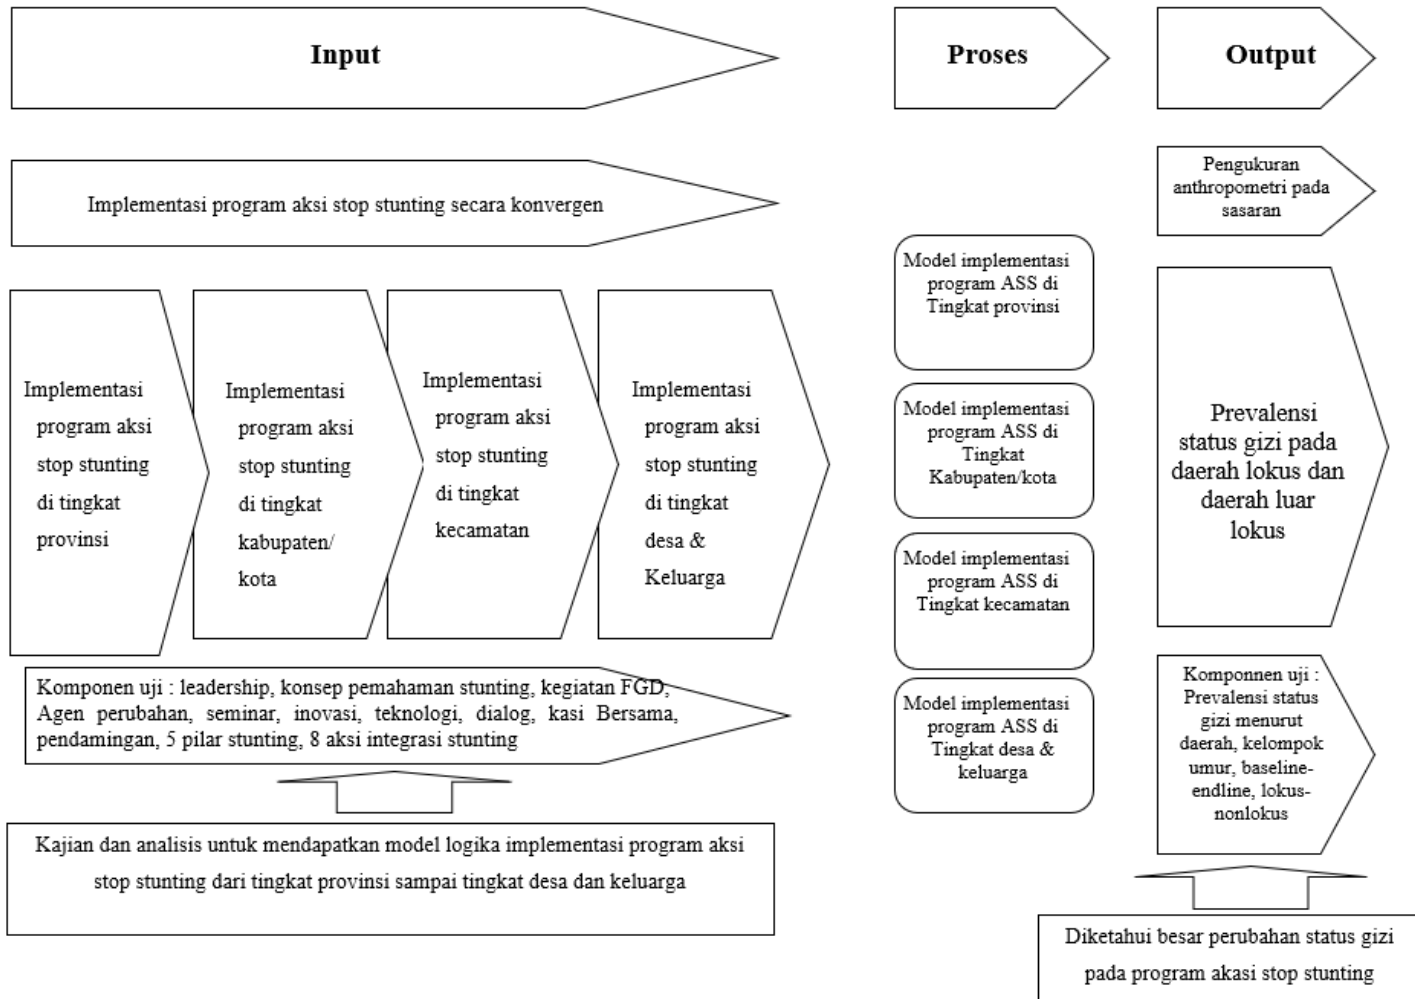 Input
Proses
Output
Implementasi program aksi stop stunting secara konvergen
Pengukuran
anthropometri pada
sasaran
Implementasi
program aksi
stop stunting
di tingkat
provinsi
Implementasi
program aksi
stop stunting
di tingkat
kabupaten/
kota
Implementasi
program aksi
stop stunting
di tingkat
kecamatan
Implementasi
program aksi
stop stunting
di tingkat
desa &
Keluarga
Model implementasi
program ASS di
Tingkat provinsi
Model implementasi
program ASS di
Tingkat
Kabupaten/kota
Model implementasi
program ASS di
Tingkat kecamatan
Model implementasi
program ASS di
Tingkat desa &
keluarga
Prevalensi
status gizi pada
daerah lokus dan
daerah luar
lokus
Komponen uji : leadership, konsep pemahaman stunting, kegiatan FGD,
Agen perubahan, seminar, inovasi, teknologi, dialog, kasi Bersama,
pendamingan, 5 pilar stunting, 8 aksi integrasi stunting
Komponnen uji :
Prevalensi status
gizi menurut
daerah, kelompok
umur, baseline-
endline, lokus-
nonlokus
Kajian dan analisis untuk mendapatkan model logika implementasi program aksi
stop stunting dari tingkat provinsi sampai tingkat desa dan keluarga
Diketahui besar perubahan status gizi
pada program akasi stop stunting